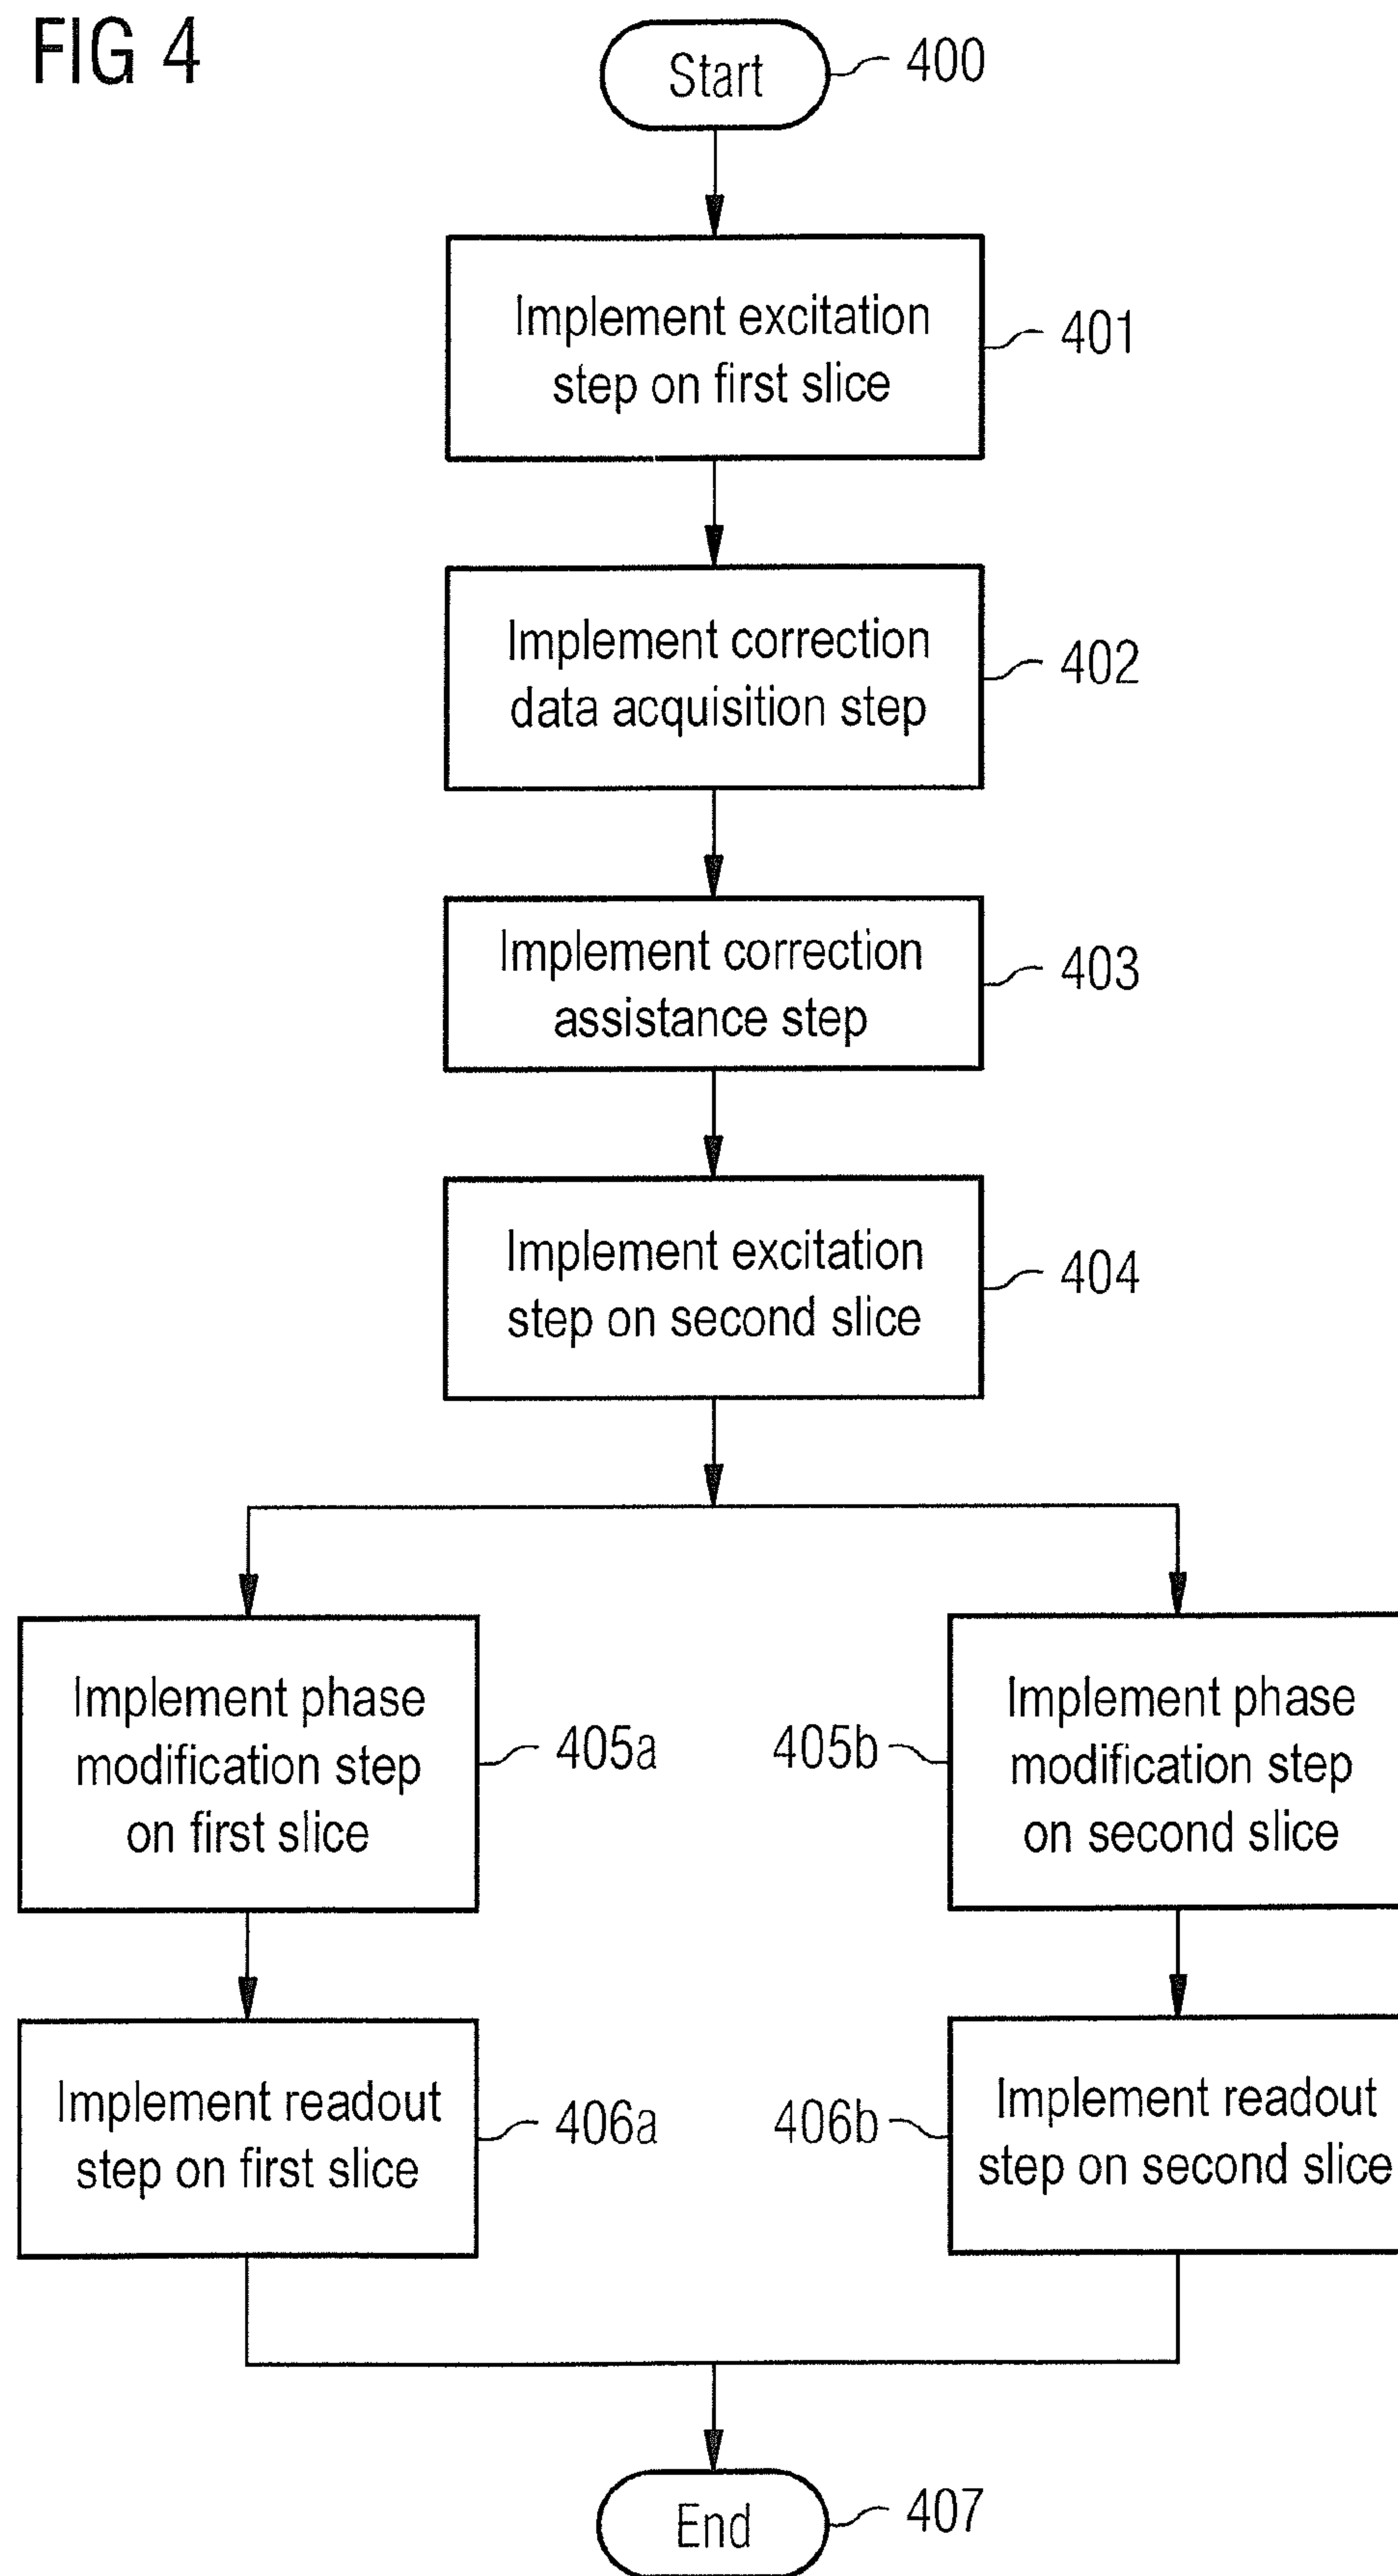 FIG 4
Start
400
Implement excitation
step on first slice
401
Implement correction
data acquisition step
402
Implement correction
assistance step
403
Implement excitation
step on second slice
404
Implement phase
modification step
on first slice
405a
405b
Implement phase
modification step
on second slice
Implement readout
step on first slice
406a
406b
Implement readout
step on second slice
End
407